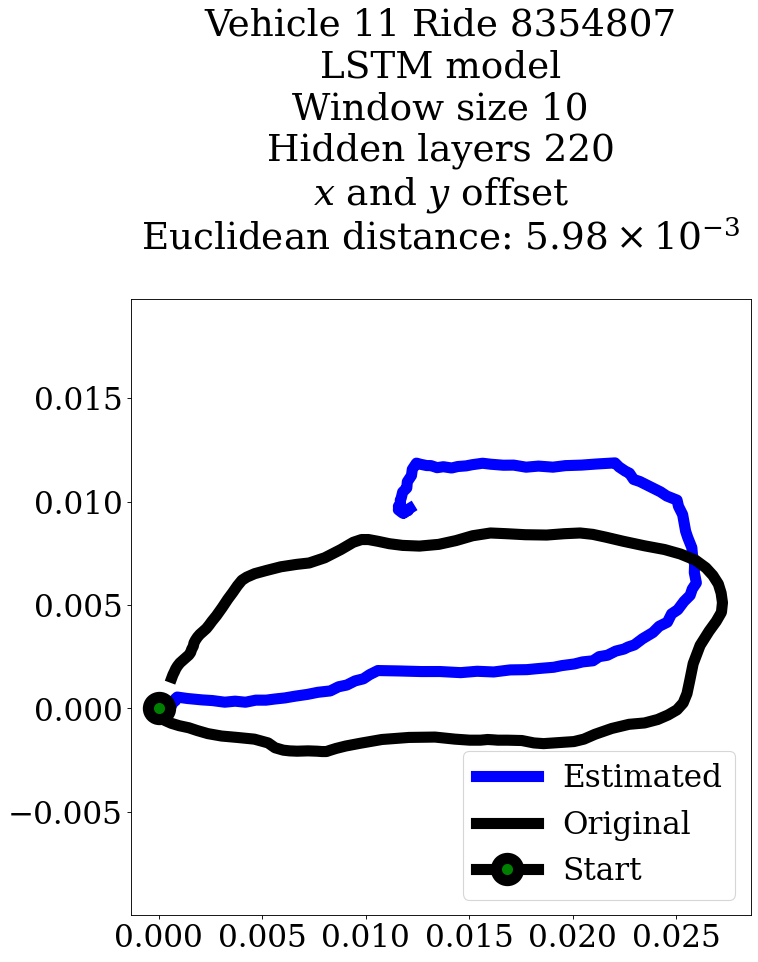 Vehicle 11 Ride 8354807
LSTM model
Window size 10
Hidden layers 220
x and y offset
Euclidean distance: 5.98 × 10⁻³
0.015
0.010
0.005
0.000
−0.005
Estimated
Original
Start
0.000 0.005 0.010 0.015 0.020 0.025